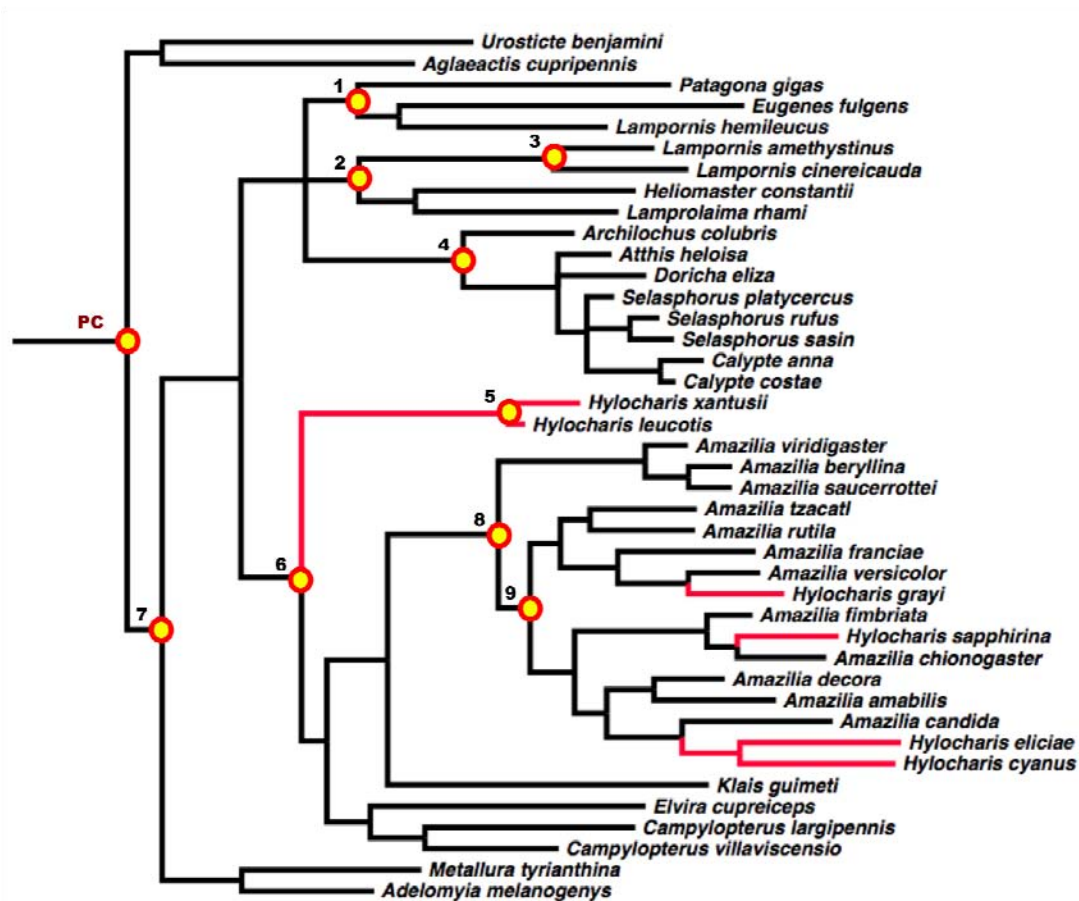 Urosticte benjamini
Aglaeactis cupripennis
1
Patagona gigas
Eugenes fulgens
Lampornis hemileucus
3
Lampornis amethystinus
2
Lampornis cinereicauda
Heliomaster constantii
Lamprolaima rhami
Archilochus colubris
4
Atthis heloisa
Doricha eliza
Selasphorus platycercus
PC
Selasphorus rufus
Selasphorus sasin
Calypte anna
Calypte costae
5
Hylocharis xantusii
Hylocharis leucotis
Amazilia viridigaster
Amazilia beryllina
Amazilia saucerrottei
8
Amazilia tzacatl
Amazilia rutila
Amazilia franciae
6
Amazilia versicolor
9
Hylocharis grayi
7
Amazilia fimbriata
Hylocharis sapphirina
Amazilia chionogaster
Amazilia decora
Amazilia amabilis
Amazilia candida
Hylocharis eliciae
Hylocharis cyanus
Klais guimeti
Elvira cupreiceps
Campylopterus largipennis
Campylopterus villaviscensio
Metallura tyrianthina
Adelomyia melanogenys